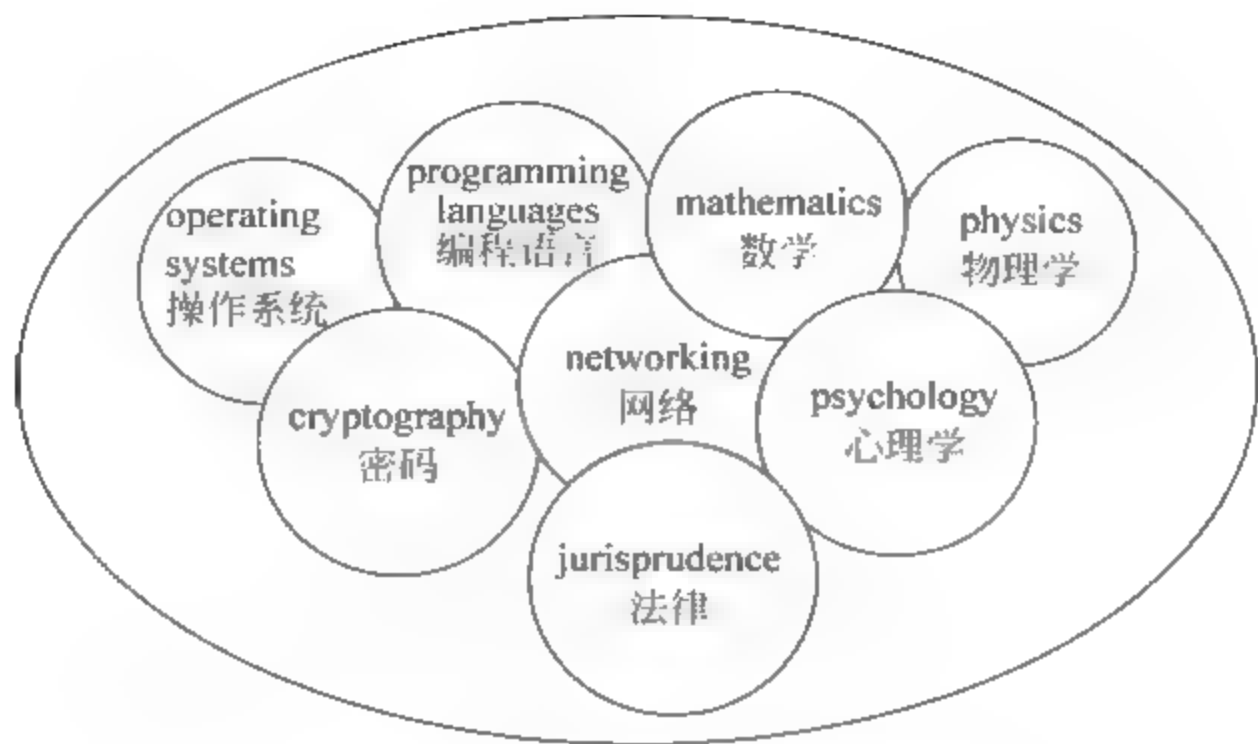 operating
systems
操作系统
programming
languages
编程语言
mathematics
数学
physics
物理学
cryptography
密码
networking
网络
psychology
心理学
jurisprudence
法律